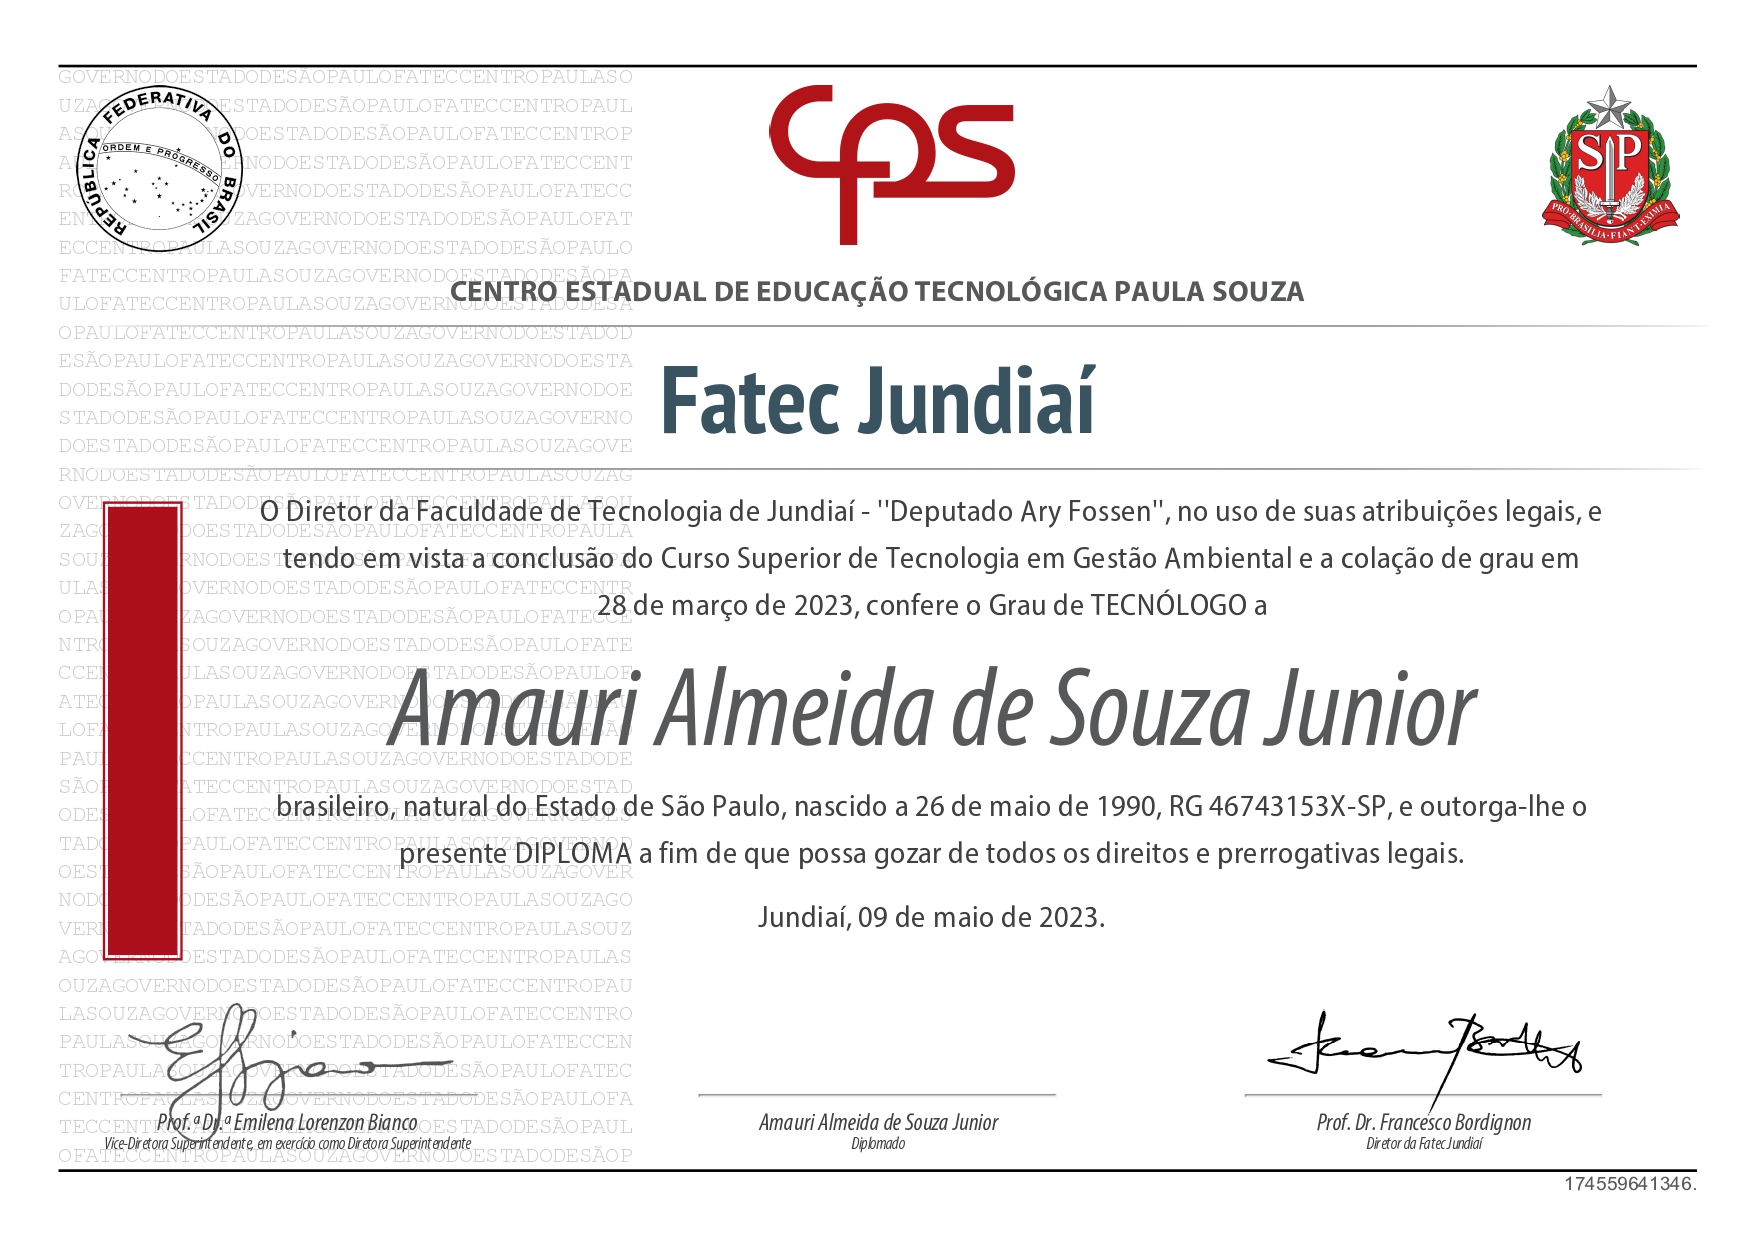 REPÚBLICA FEDERATIVA DO BRASIL
ORDEM E PROGRESSO
cps
SP
PRO·BRASILIA·FIANT·EXIMIA
CENTRO ESTADUAL DE EDUCAÇÃO TECNOLÓGICA PAULA SOUZA
Fatec Jundiaí
O Diretor da Faculdade de Tecnologia de Jundiaí - "Deputado Ary Fossen", no uso de suas atribuições legais, e
tendo em vista a conclusão do Curso Superior de Tecnologia em Gestão Ambiental e a colação de grau em
28 de março de 2023, confere o Grau de TECNÓLOGO a
Amauri Almeida de Souza Junior
brasileiro, natural do Estado de São Paulo, nascido a 26 de maio de 1990, RG 46743153X-SP, e outorga-lhe o
presente DIPLOMA a fim de que possa gozar de todos os direitos e prerrogativas legais.
Jundiaí, 09 de maio de 2023.
Prof.ª Dr.ª Emilena Lorenzon Bianco
Vice-Diretora Superintendente, em exercício como Diretora Superintendente
Amauri Almeida de Souza Junior
Diplomado
Prof. Dr. Francesco Bordignon
Diretor da Fatec Jundiaí
174559641346.